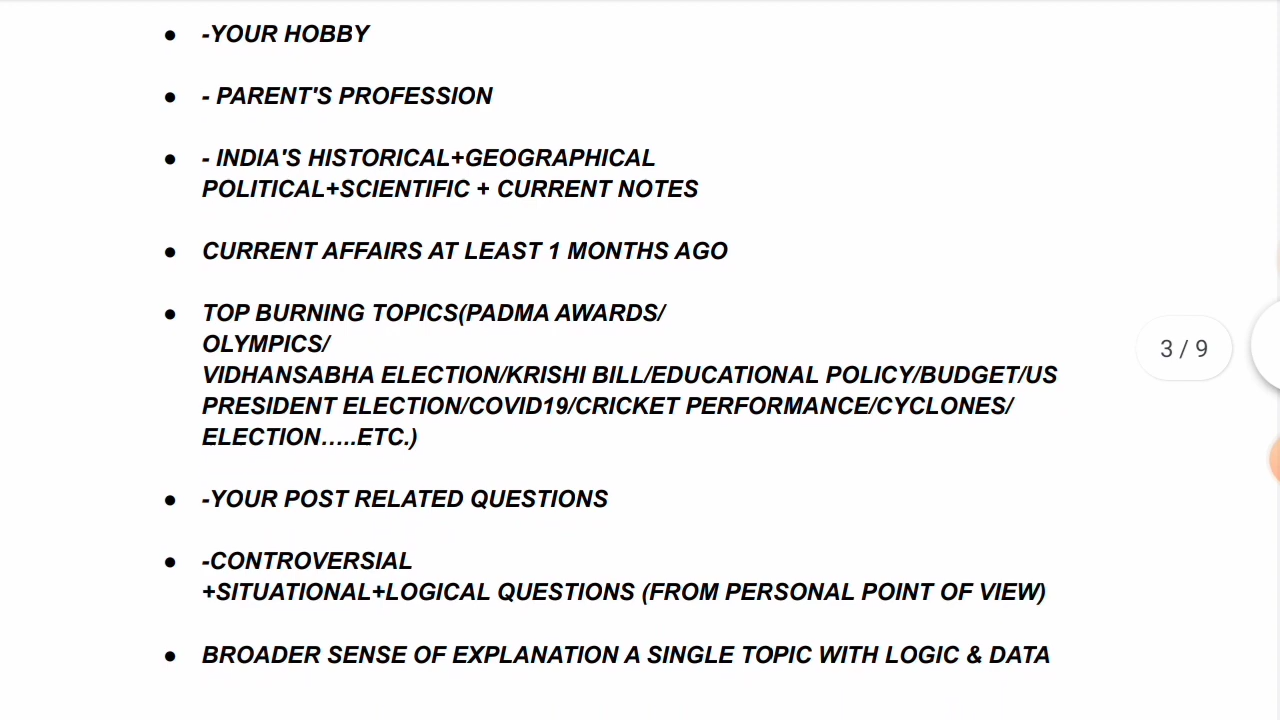 ● -YOUR HOBBY
● - PARENT'S PROFESSION
● - INDIA'S HISTORICAL+GEOGRAPHICAL
POLITICAL+SCIENTIFIC + CURRENT NOTES
● CURRENT AFFAIRS AT LEAST 1 MONTHS AGO
● TOP BURNING TOPICS(PADMA AWARDS/
OLYMPICS/
VIDHANSABHA ELECTION/KRISHI BILL/EDUCATIONAL POLICY/BUDGET/US
PRESIDENT ELECTION/COVID19/CRICKET PERFORMANCE/CYCLONES/
ELECTION…..ETC.)
● -YOUR POST RELATED QUESTIONS
● -CONTROVERSIAL
+SITUATIONAL+LOGICAL QUESTIONS (FROM PERSONAL POINT OF VIEW)
● BROADER SENSE OF EXPLANATION A SINGLE TOPIC WITH LOGIC & DATA
3 / 9